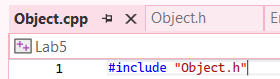 Object.cpp Object.h
Lab5
1 #include "Object.h"